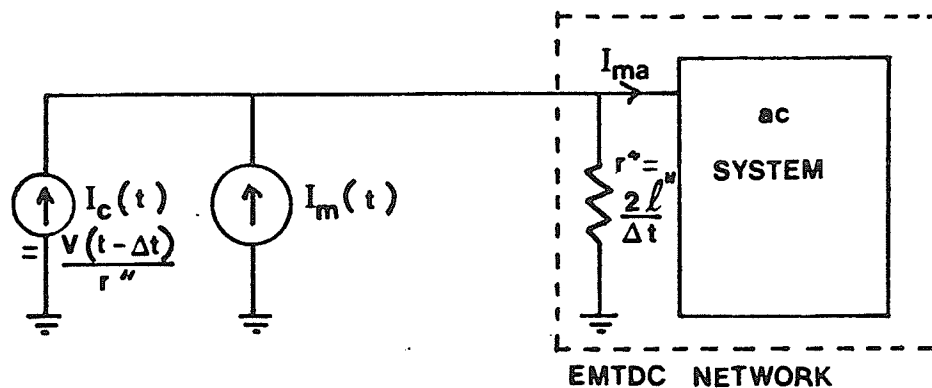 I_ma
ac
SYSTEM
r" =
2ℓ"
Δt
I_c(t)
= V(t - Δt)
r"
I_m(t)
EMTDC NETWORK